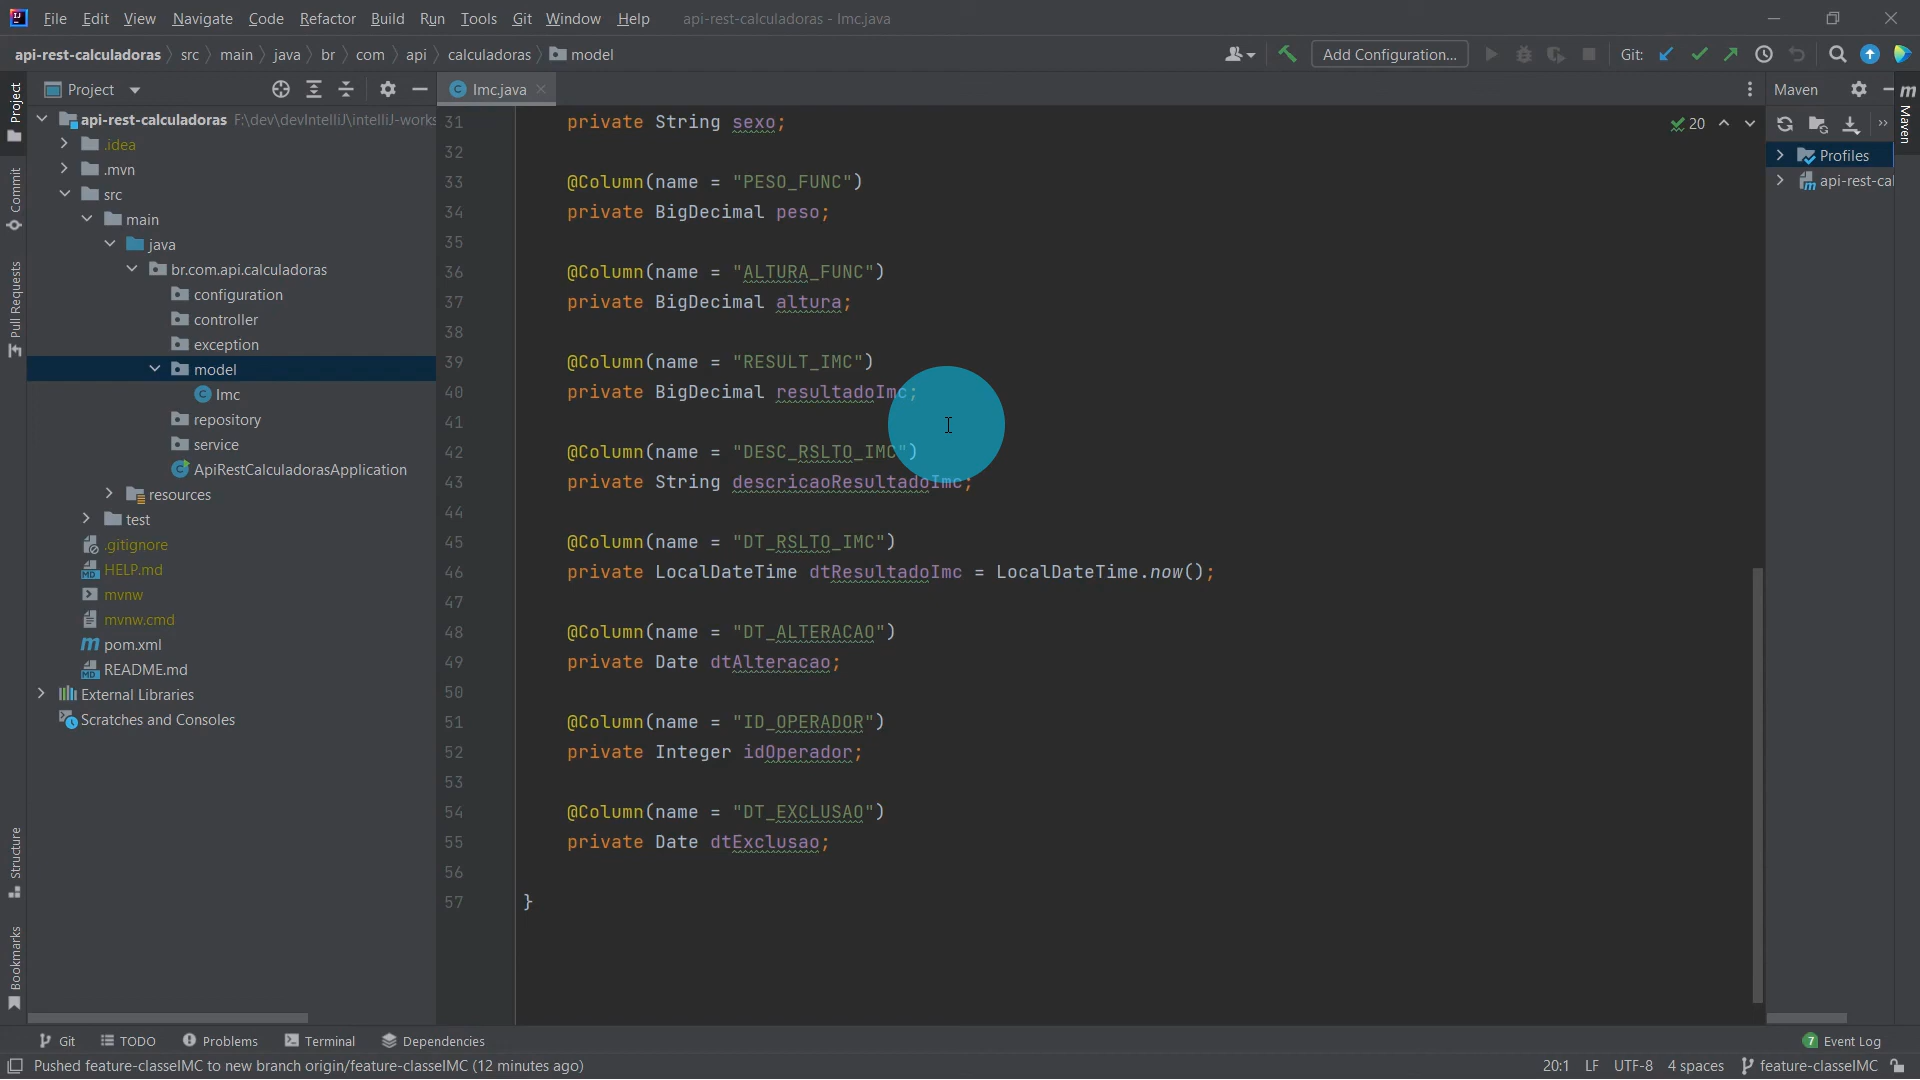 File Edit View Navigate Code Refactor Build Run Tools Git Window Help api-rest-calculadoras - Imc.java
api-rest-calculadoras src main java br com api calculadoras model Add Configuration... Git:
Project Imc.java Maven
api-rest-calculadoras F:\dev\devIntelliJ\intelliJ-works
.idea
.mvn
src
main
java
br.com.api.calculadoras
configuration
controller
exception
model
Imc
repository
service
ApiRestCalculadorasApplication
resources
test
.gitignore
HELP.md
mvnw
mvnw.cmd
pom.xml
README.md
External Libraries
Scratches and Consoles
31 private String sexo;
32
33 @Column(name = "PESO_FUNC")
34 private BigDecimal peso;
35
36 @Column(name = "ALTURA_FUNC")
37 private BigDecimal altura;
38
39 @Column(name = "RESULT_IMC")
40 private BigDecimal resultadoImc;
41
42 @Column(name = "DESC_RSLTO_IMC")
43 private String descricaoResultadoImc;
44
45 @Column(name = "DT_RSLTO_IMC")
46 private LocalDateTime dtResultadoImc = LocalDateTime.now();
47
48 @Column(name = "DT_ALTERACAO")
49 private Date dtAlteracao;
50
51 @Column(name = "ID_OPERADOR")
52 private Integer idOperador;
53
54 @Column(name = "DT_EXCLUSAO")
55 private Date dtExclusao;
56
57 }
20
Profiles
api-rest-cal
Project
Commit
Pull Requests
Structure
Bookmarks
Maven
Git TODO Problems Terminal Dependencies 7 Event Log
Pushed feature-classeIMC to new branch origin/feature-classeIMC (12 minutes ago) 20:1 LF UTF-8 4 spaces feature-classeIMC